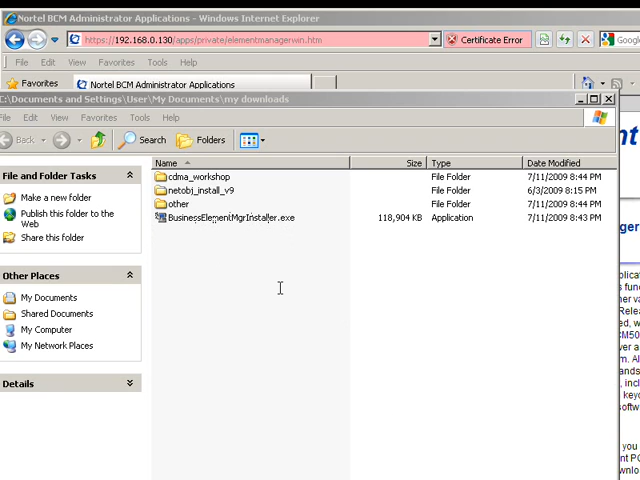 Nortel BCM Administrator Applications - Windows Internet Explorer
https://192.168.0.130/apps/private/elementmanagerwin.htm
Certificate Error
Google
File Edit View Favorites Tools Help
Favorites
Nortel BCM Administrator Applications
C:\Documents and Settings\User\My Documents\my downloads
File Edit View Favorites Tools Help
Back
Search
Folders
Name
Size
Type
Date Modified
File and Folder Tasks
Make a new folder
Publish this folder to the
Web
Share this folder
Other Places
My Documents
Shared Documents
My Computer
My Network Places
Details
cdma_workshop File Folder 7/11/2009 8:44 PM
netobj_install_v9 File Folder 6/3/2009 8:15 PM
other File Folder 7/11/2009 8:44 PM
BusinessElementMgrInstaller.exe 118,904 KB Application 7/11/2009 8:43 PM